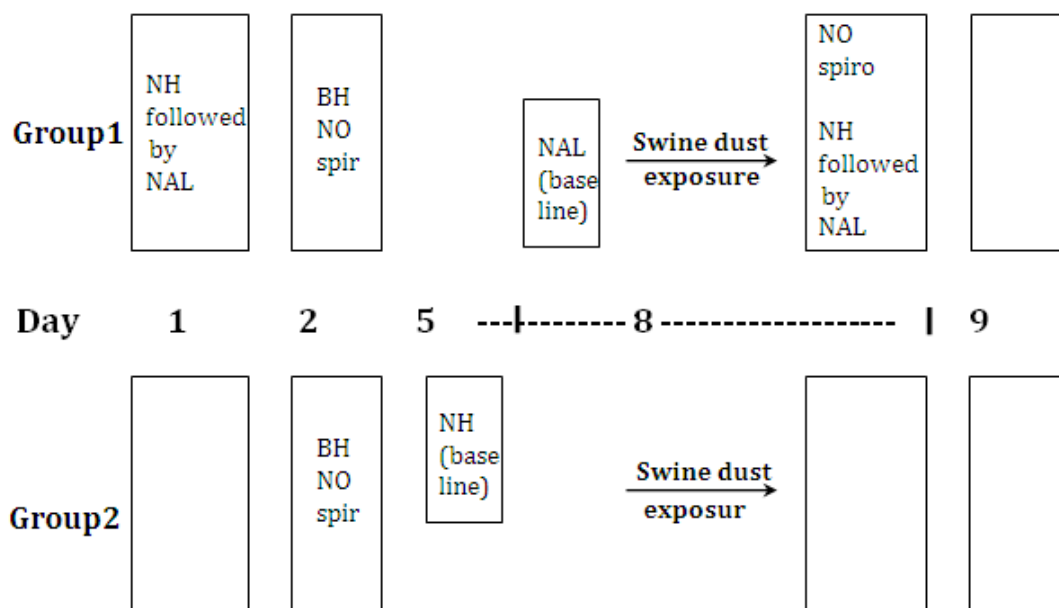 Group1
NH
followed
by
NAL
BH
NO
spir
NAL
(base
line)
Swine dust
exposure
NO
spiro
NH
followed
by
NAL
Day 1 2 5 8 9
Group2
BH
NO
spir
NH
(base
line)
Swine dust
exposur